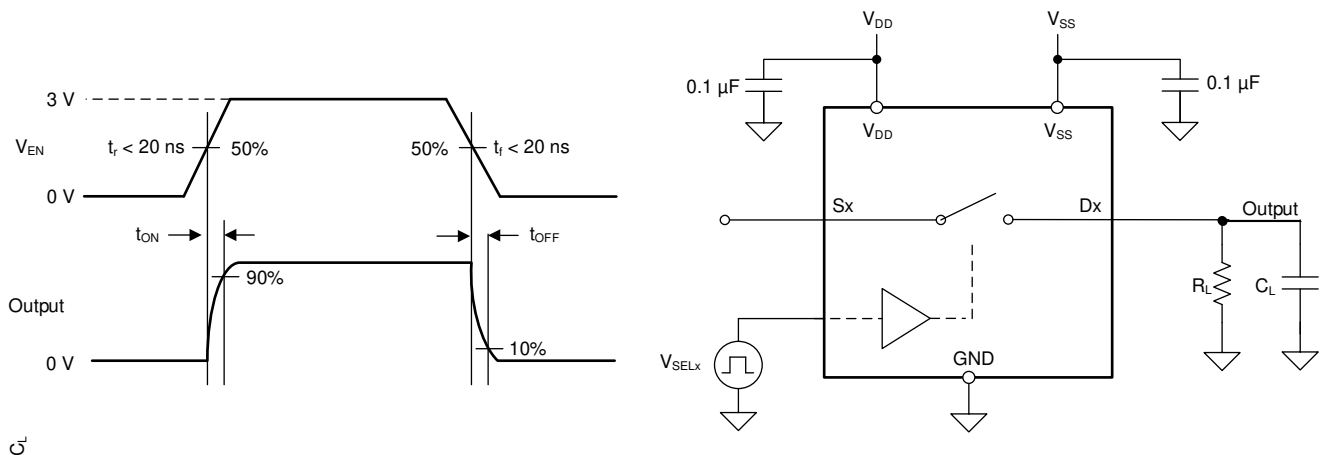 3 V
V_EN
t_r < 20 ns
50%
50%
t_f < 20 ns
0 V
t_ON
t_OFF
90%
Output
10%
0 V
C_L
V_DD
V_SS
0.1 µF
0.1 µF
V_DD
V_SS
Sx
Dx
Output
R_L
C_L
V_SELx
GND